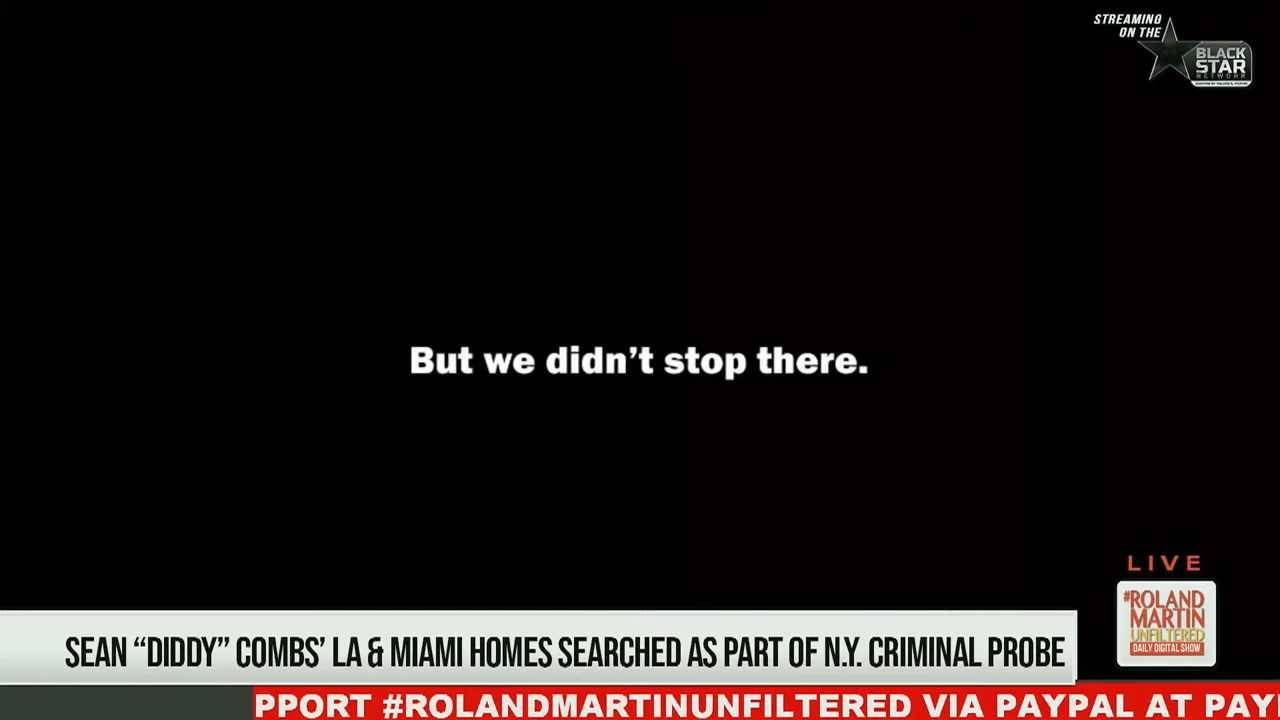 STREAMING
ON THE
BLACK
STAR
NETWORK
But we didn't stop there.
LIVE
#ROLAND
MARTIN
UNFILTERED
DAILY DIGITAL SHOW
SEAN “DIDDY” COMBS’ LA & MIAMI HOMES SEARCHED AS PART OF N.Y. CRIMINAL PROBE
PPORT #ROLANDMARTINUNFILTERED VIA PAYPAL AT PAY